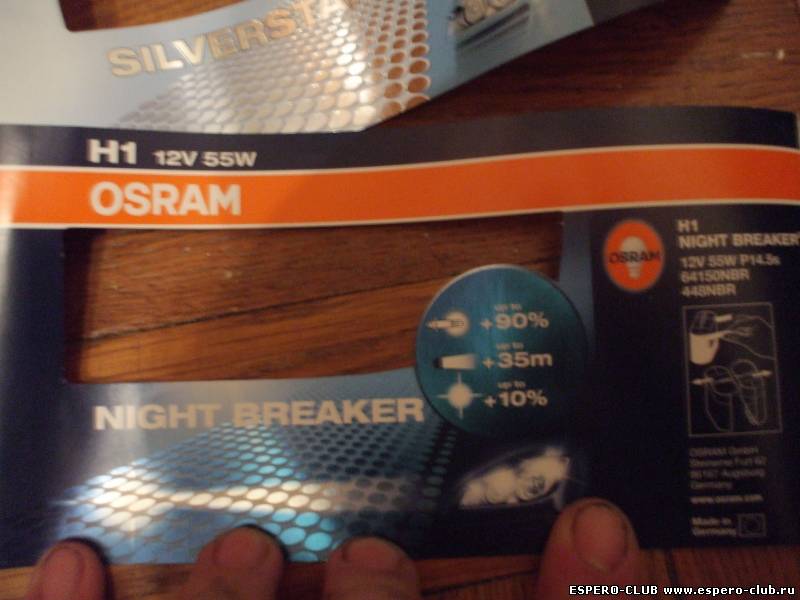 SILVERSTA
H1 12V 55W
OSRAM
OSRAM
H1
NIGHT BREAKER
12V 55W P14.5s
64150NBR
448NBR
up to
+90%
up to
+35m
up to
+10%
NIGHT BREAKER
OSRAM GmbH
Augsburg
Germany
www.osram.com
Made in
Germany
ESPERO-CLUB www.espero-club.ru